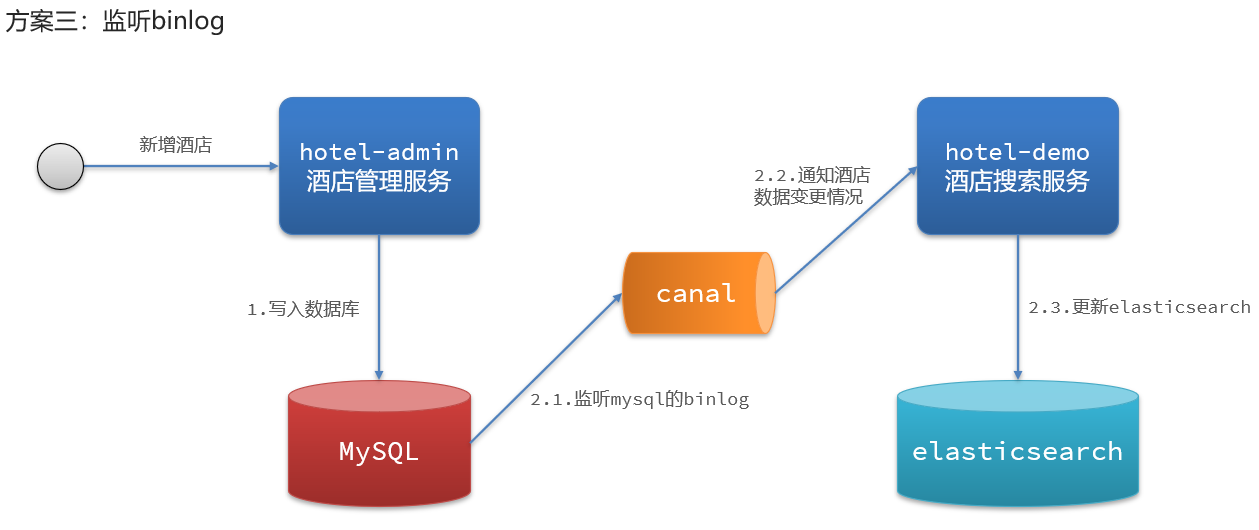 方案三：监听binlog
新增酒店
hotel-admin
酒店管理服务
hotel-demo
酒店搜索服务
2.2.通知酒店
数据变更情况
canal
1.写入数据库
2.3.更新elasticsearch
2.1.监听mysql的binlog
MySQL
elasticsearch